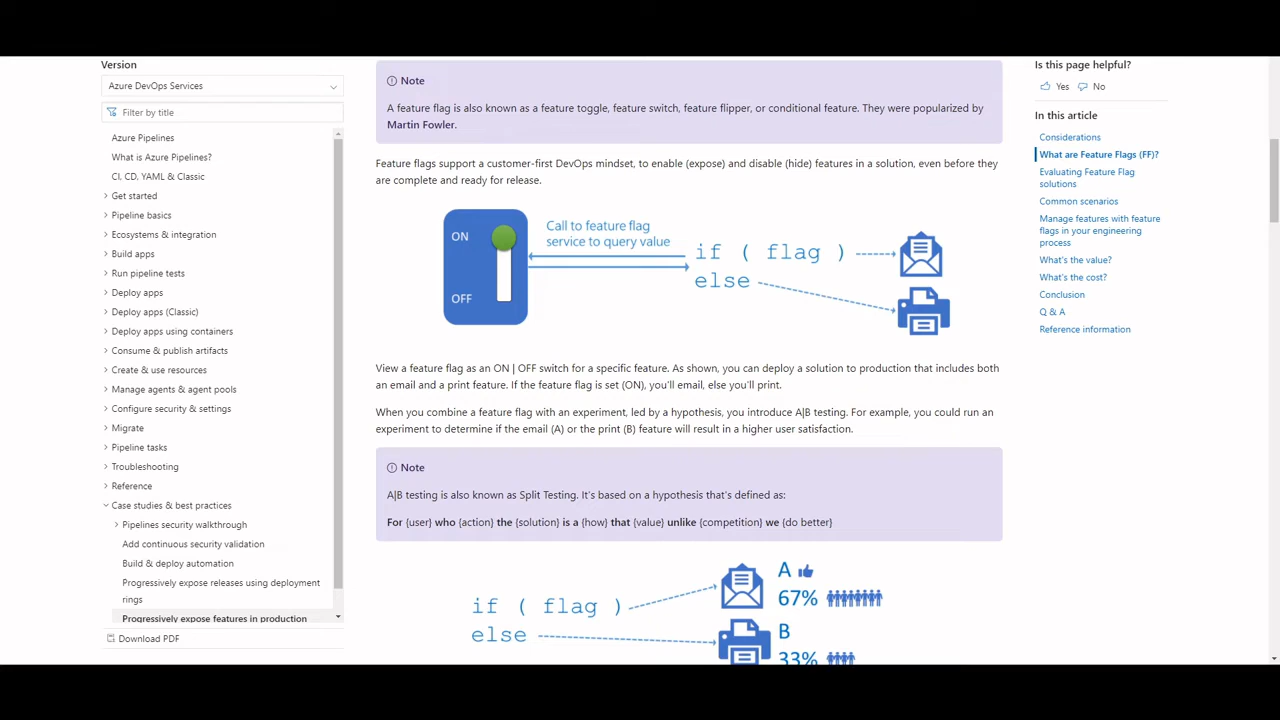 Version
Azure DevOps Services
Filter by title
Azure Pipelines
What is Azure Pipelines?
CI, CD, YAML & Classic
Get started
Pipeline basics
Ecosystems & integration
Build apps
Run pipeline tests
Deploy apps
Deploy apps (Classic)
Deploy apps using containers
Consume & publish artifacts
Create & use resources
Manage agents & agent pools
Configure security & settings
Migrate
Pipeline tasks
Troubleshooting
Reference
Case studies & best practices
Pipelines security walkthrough
Add continuous security validation
Build & deploy automation
Progressively expose releases using deployment
rings
Progressively expose features in production
Download PDF
Note
A feature flag is also known as a feature toggle, feature switch, feature flipper, or conditional feature. They were popularized by
Martin Fowler.
Feature flags support a customer-first DevOps mindset, to enable (expose) and disable (hide) features in a solution, even before they
are complete and ready for release.
ON
OFF
Call to feature flag
service to query value
if ( flag )
else
View a feature flag as an ON | OFF switch for a specific feature. As shown, you can deploy a solution to production that includes both
an email and a print feature. If the feature flag is set (ON), you'll email, else you'll print.
When you combine a feature flag with an experiment, led by a hypothesis, you introduce A|B testing. For example, you could run an
experiment to determine if the email (A) or the print (B) feature will result in a higher user satisfaction.
Note
A|B testing is also known as Split Testing. It's based on a hypothesis that's defined as:
For {user} who {action} the {solution} is a {how} that {value} unlike {competition} we {do better}
if ( flag )
else
A
67%
B
33%
Is this page helpful?
Yes No
In this article
Considerations
What are Feature Flags (FF)?
Evaluating Feature Flag
solutions
Common scenarios
Manage features with feature
flags in your engineering
process
What's the value?
What's the cost?
Conclusion
Q & A
Reference information